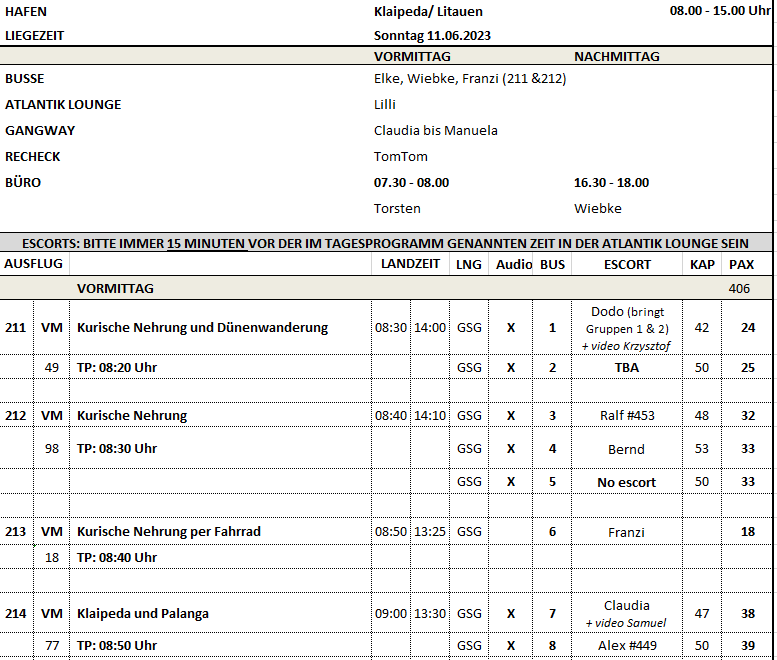 HAFEN Klaipeda/ Litauen 08.00 - 15.00 Uhr
LIEGEZEIT Sonntag 11.06.2023
VORMITTAG NACHMITTAG
BUSSE Elke, Wiebke, Franzi (211 &212)
ATLANTIK LOUNGE Lilli
GANGWAY Claudia bis Manuela
RECHECK TomTom
BÜRO 07.30 - 08.00 16.30 - 18.00
Torsten Wiebke
ESCORTS: BITTE IMMER 15 MINUTEN VOR DER IM TAGESPROGRAMM GENANNTEN ZEIT IN DER ATLANTIK LOUNGE SEIN
AUSFLUG LANDZEIT LNG Audio BUS ESCORT KAP PAX
VORMITTAG 406
211 VM Kurische Nehrung und Dünenwanderung 08:30 14:00 GSG X 1 Dodo (bringt
Gruppen 1 & 2)
+ video Krzysztof 42 24
49 TP: 08:20 Uhr GSG X 2 TBA 50 25
212 VM Kurische Nehrung 08:40 14:10 GSG X 3 Ralf #453 48 32
98 TP: 08:30 Uhr GSG X 4 Bernd 53 33
GSG X 5 No escort 50 33
213 VM Kurische Nehrung per Fahrrad 08:50 13:25 GSG 6 Franzi 18
18 TP: 08:40 Uhr
214 VM Klaipeda und Palanga 09:00 13:30 GSG X 7 Claudia
+ video Samuel 47 38
77 TP: 08:50 Uhr GSG X 8 Alex #449 50 39